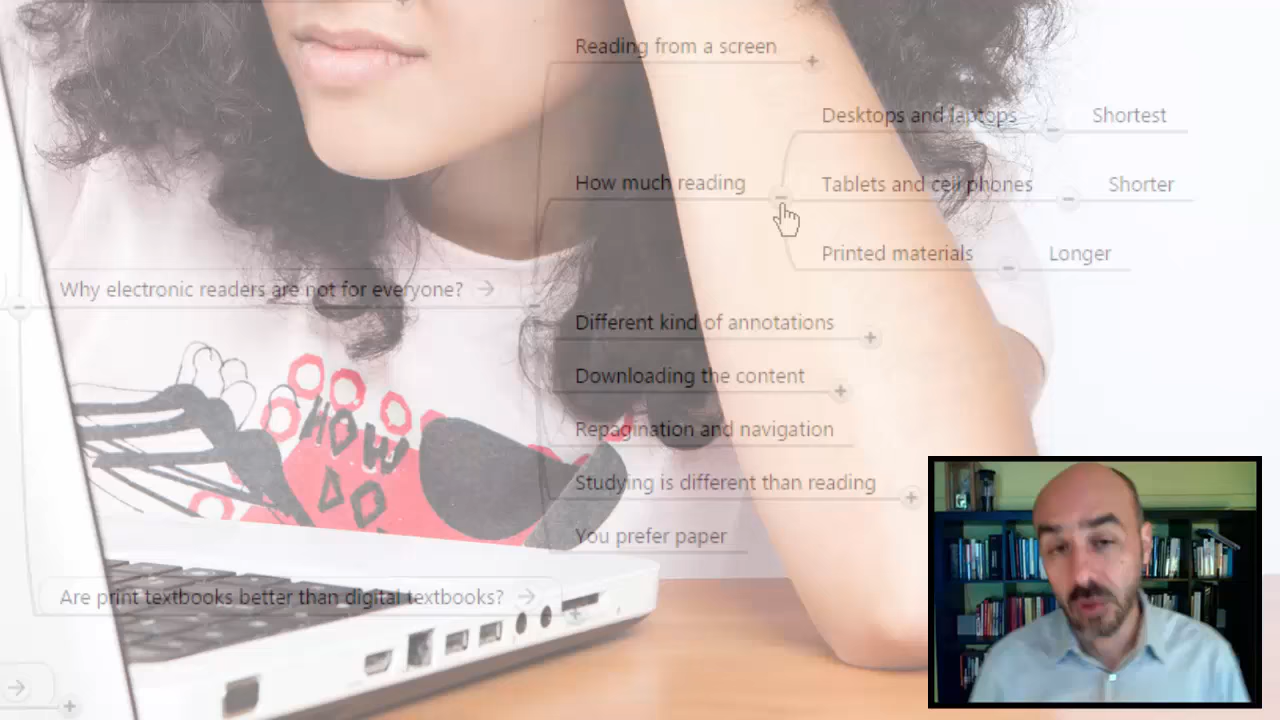 Reading from a screen
Desktops and laptops
Shortest
How much reading
Tablets and cell phones
Shorter
Printed materials
Longer
Why electronic readers are not for everyone?
Different kind of annotations
Downloading the content
Repagination and navigation
Studying is different than reading
You prefer paper
Are print textbooks better than digital textbooks?
HOW
DO